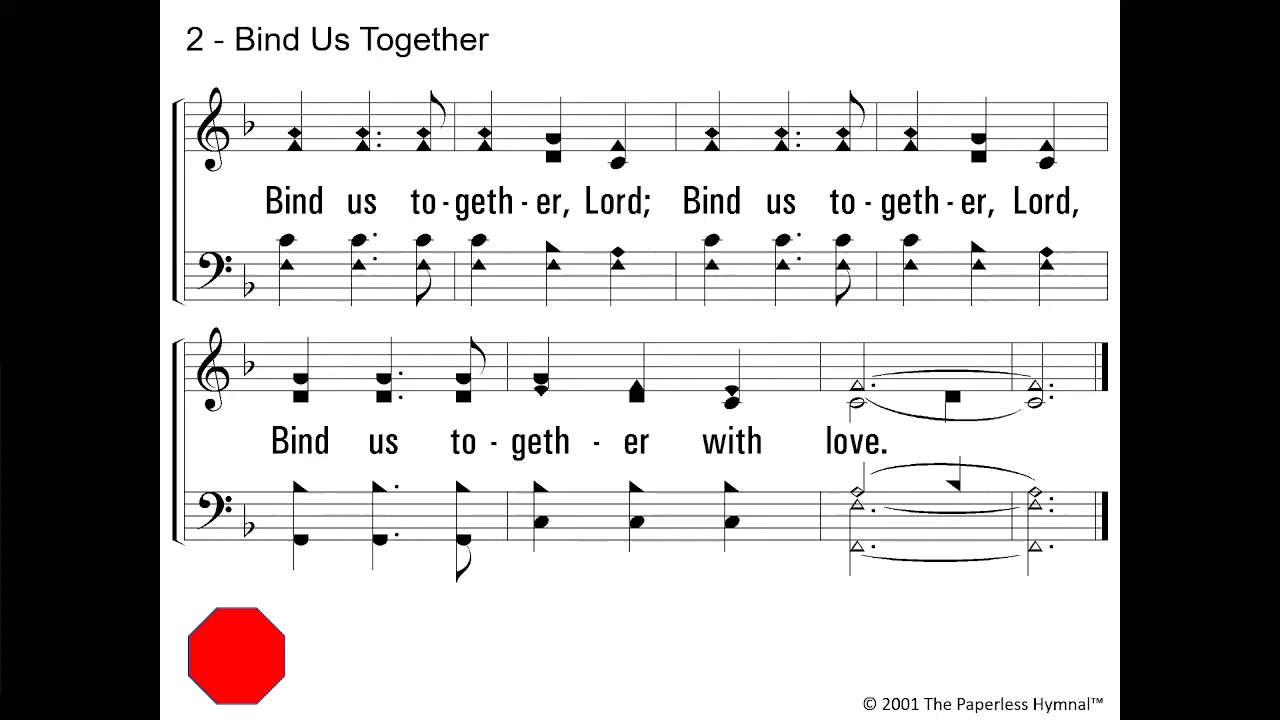 2 - Bind Us Together
Bind us to - geth - er, Lord; Bind us to - geth - er, Lord,
Bind us to - geth - er with love.
© 2001 The Paperless Hymnal™